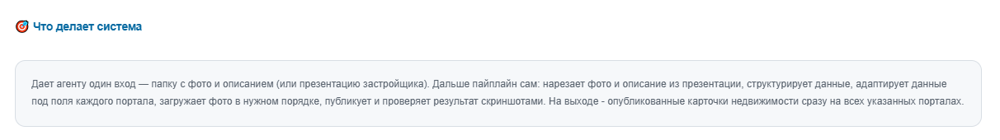 🎯 Что делает система
Дает агенту один вход — папку с фото и описанием (или презентацию застройщика). Дальше пайплайн сам: нарезает фото и описание из презентации, структурирует данные, адаптирует данные
под поля каждого портала, загружает фото в нужном порядке, публикует и проверяет результат скриншотами. На выходе - опубликованные карточки недвижимости сразу на всех указанных порталах.